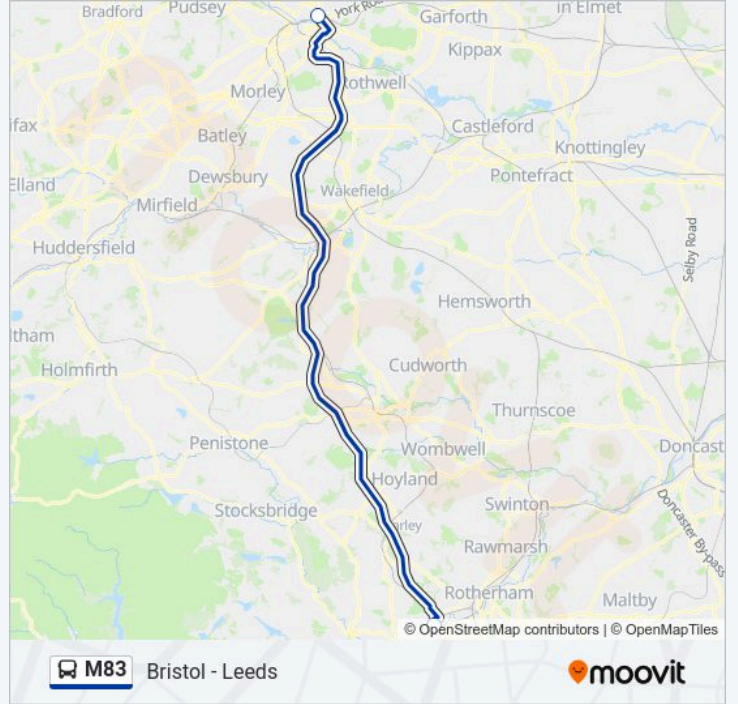 Bradford
Pudsey
York Roa
Garforth
in Elmet
Kippax
Morley
Rothwell
ifax
Batley
Castleford
Knottingley
Elland
Dewsbury
Wakefield
Pontefract
Mirfield
Huddersfield
Selby Road
Hemsworth
ltham
Holmfirth
Cudworth
Thurnscoe
Penistone
Wombwell
Doncast
Hoyland
Stocksbridge
Swinton
arley
Doncaster By-pass
Rawmarsh
Rotherham
Maltby
© OpenStreetMap contributors | © OpenMapTiles
M83 Bristol - Leeds
moovit